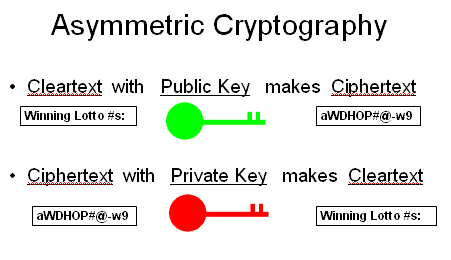 Asymmetric Cryptography
• Cleartext with Public Key makes Ciphertext
Winning Lotto #s: aWDHOP#@-w9
• Ciphertext with Private Key makes Cleartext
aWDHOP#@-w9 Winning Lotto #s: